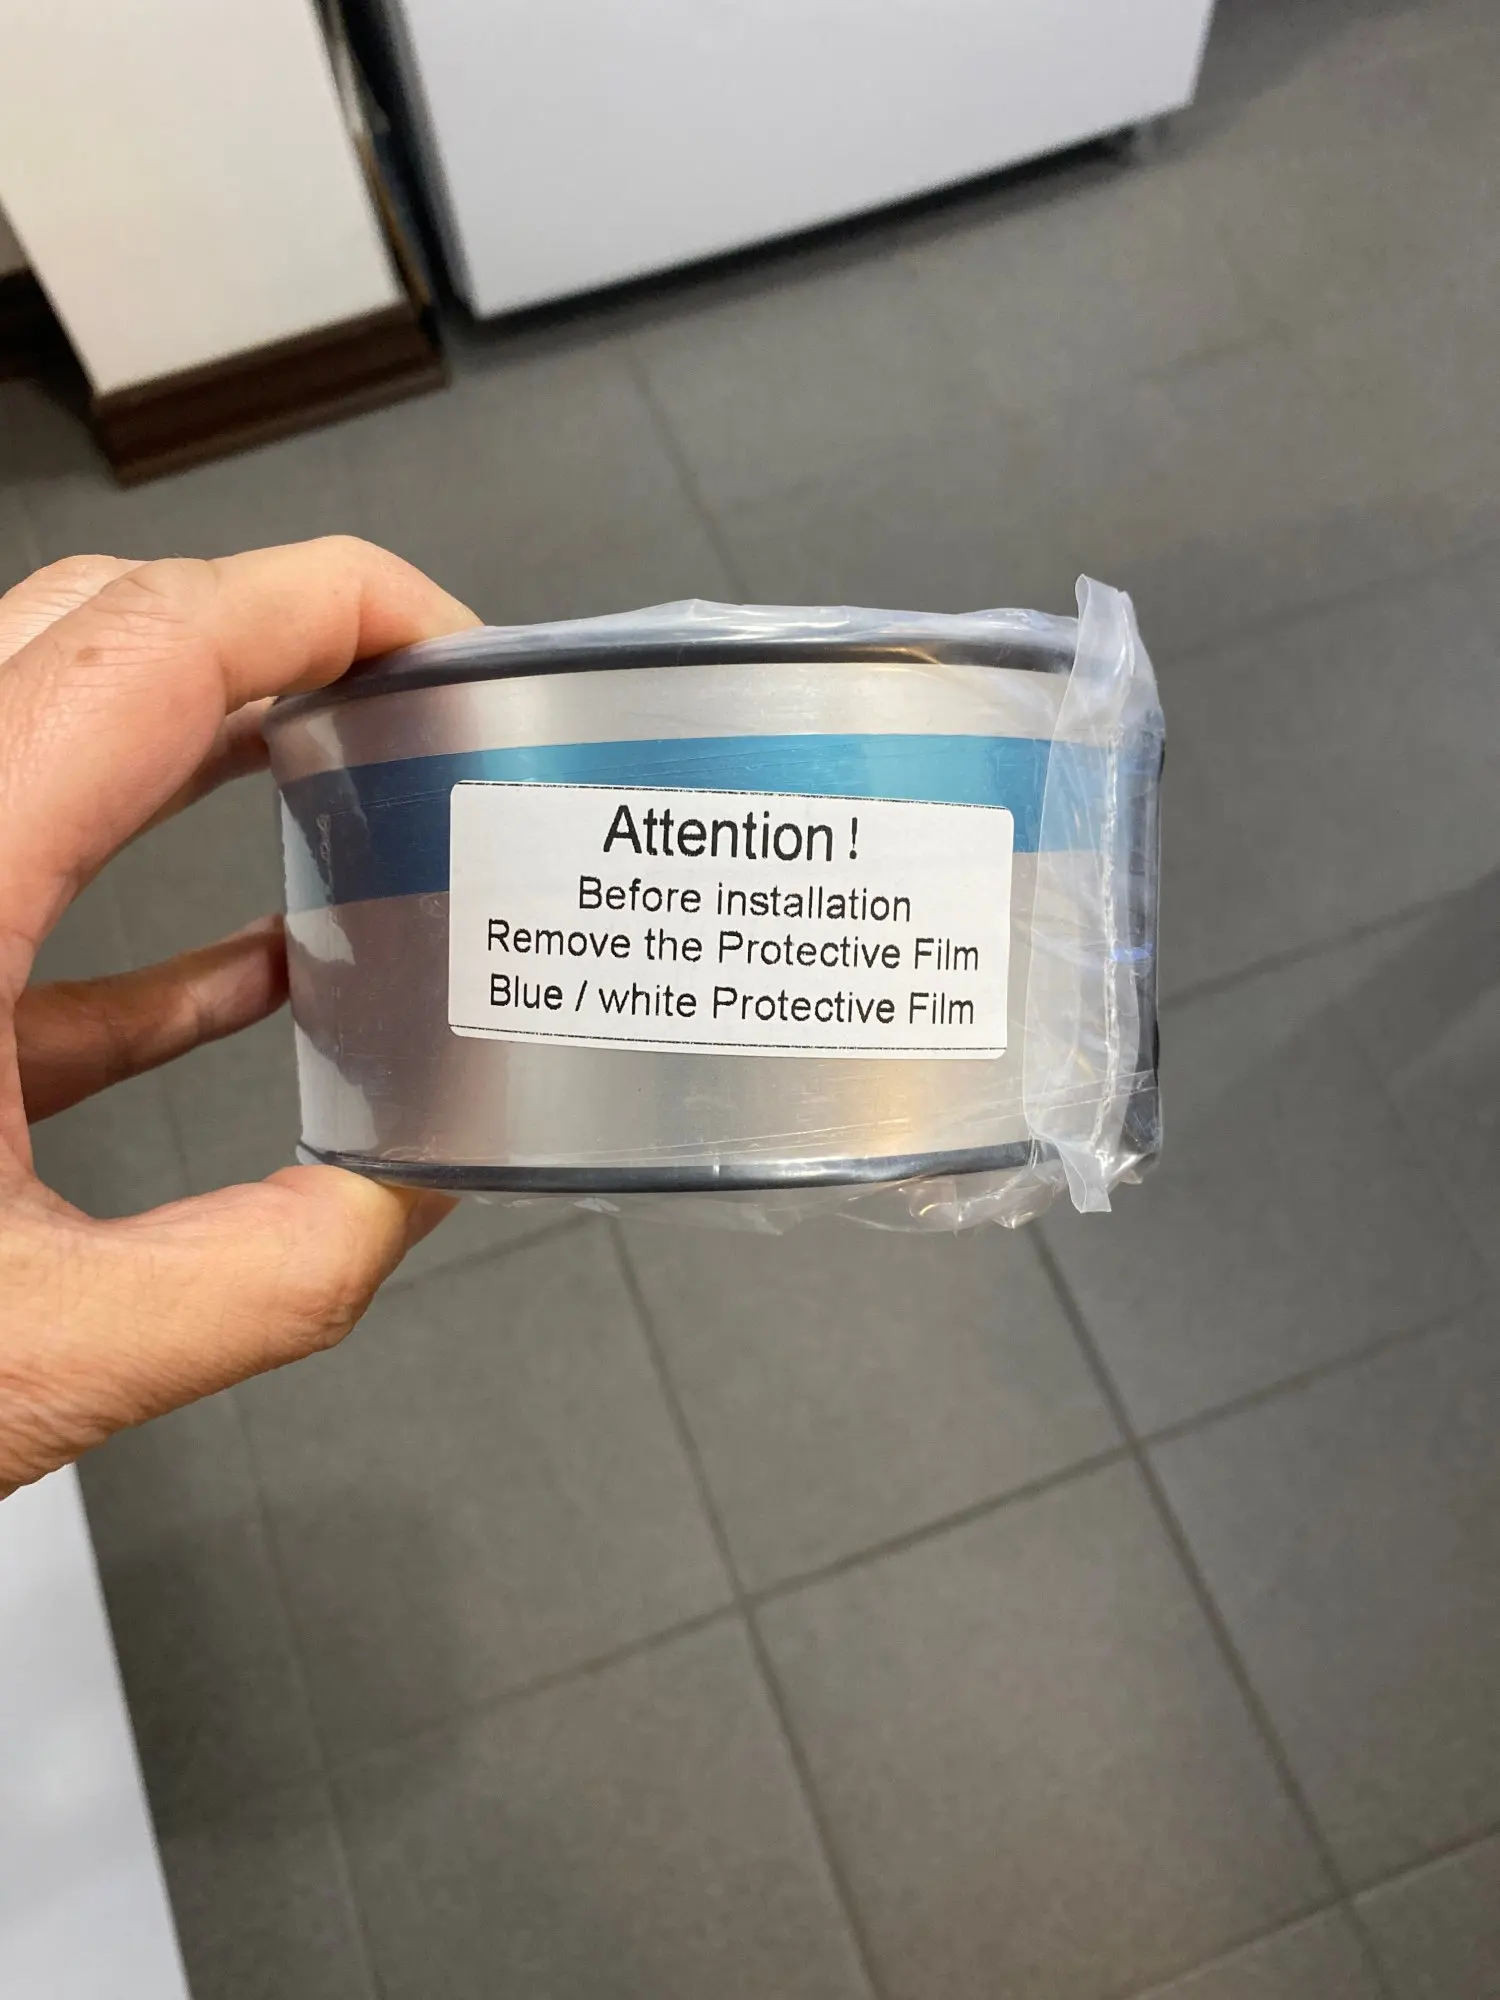 Attention !
Before installation
Remove the Protective Film
Blue / white Protective Film